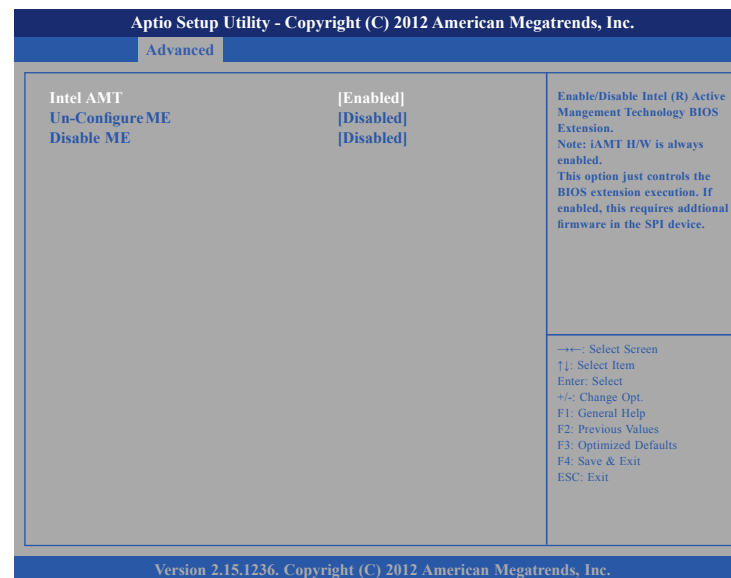 Aptio Setup Utility - Copyright (C) 2012 American Megatrends, Inc.
Advanced
Intel AMT [Enabled]
Un-Configure ME [Disabled]
Disable ME [Disabled]
Enable/Disable Intel (R) Active
Mangement Technology BIOS
Extension.
Note: iAMT H/W is always
enabled.
This option just controls the
BIOS extension execution. If
enabled, this requires addtional
firmware in the SPI device.
→←: Select Screen
↑↓: Select Item
Enter: Select
+/-: Change Opt.
F1: General Help
F2: Previous Values
F3: Optimized Defaults
F4: Save & Exit
ESC: Exit
Version 2.15.1236. Copyright (C) 2012 American Megatrends, Inc.